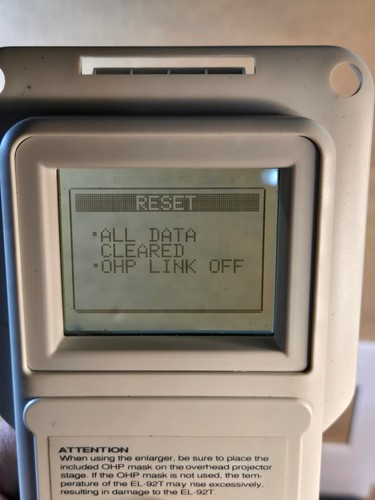 RESET
•ALL DATA
CLEARED
•OHP LINK OFF
ATTENTION
When using the enlarger, be sure to place the
included OHP mask on the overhead projector
stage. If the OHP mask is not used, the tem-
perature of the EL-92T may rise excessively,
resulting in damage to the EL-92T.